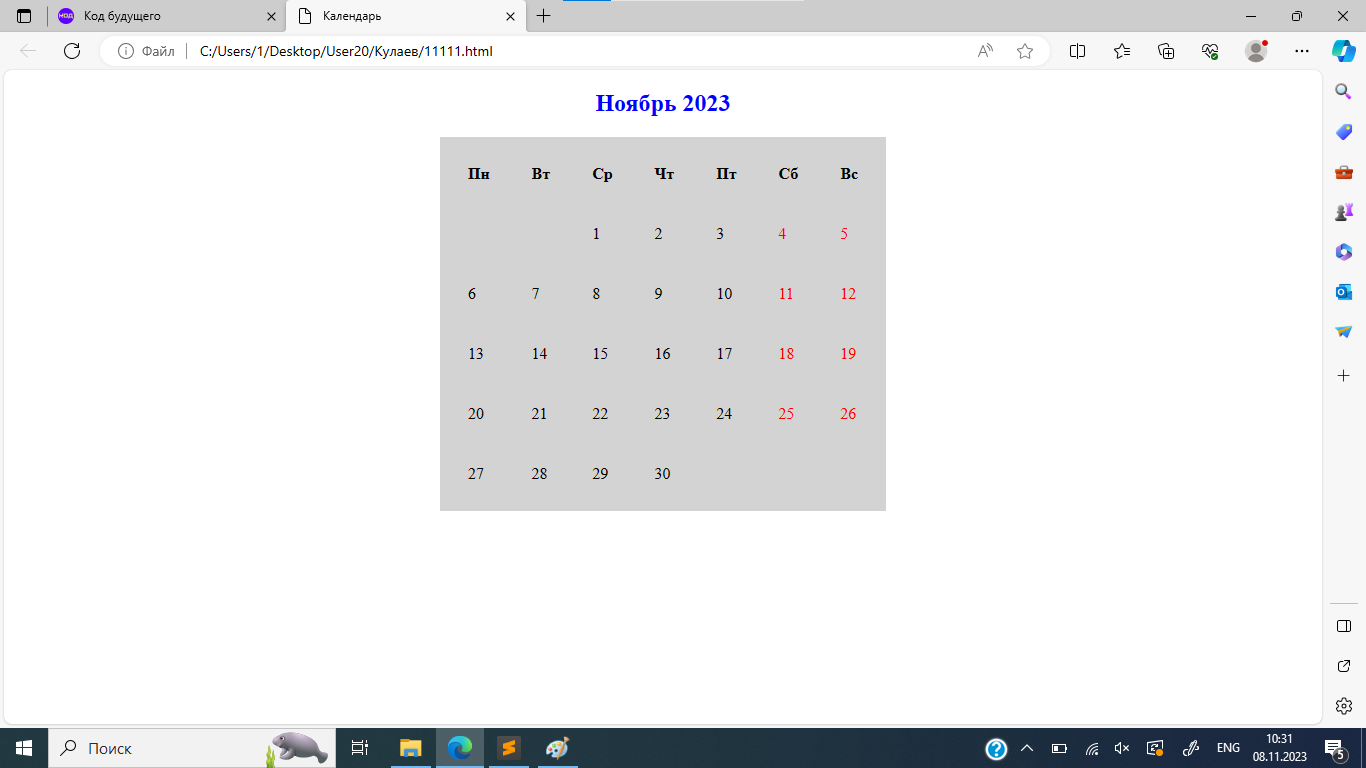 МОД Код будущего Календарь
Файл C:/Users/1/Desktop/User20/Кулаев/11111.html
Ноябрь 2023
Пн Вт Ср Чт Пт Сб Вс
1 2 3 4 5
6 7 8 9 10 11 12
13 14 15 16 17 18 19
20 21 22 23 24 25 26
27 28 29 30
Поиск
ENG
10:31
08.11.2023
5